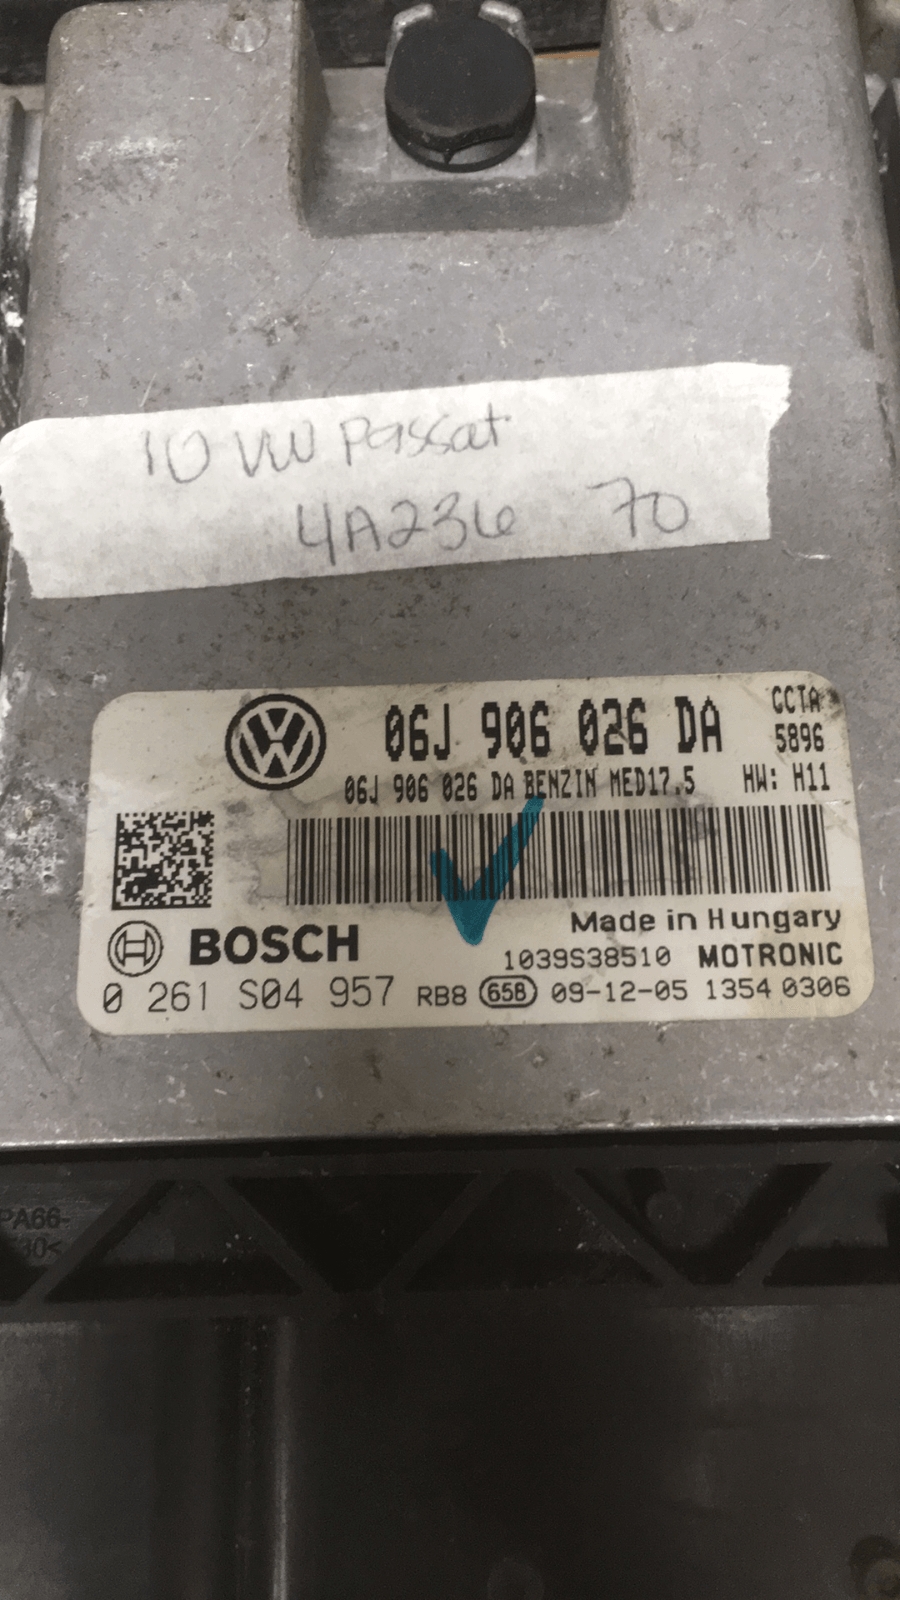 10 VW Passat
4A236 70
06J 906 026 DA CCTA
5896
06J 906 026 DA BENZIN MED17.5 HW: H11
Made in Hungary
BOSCH 1039S38510 MOTRONIC
0 261 S04 957 RB8 658 09-12-05 1354 0306
PA66-
30<